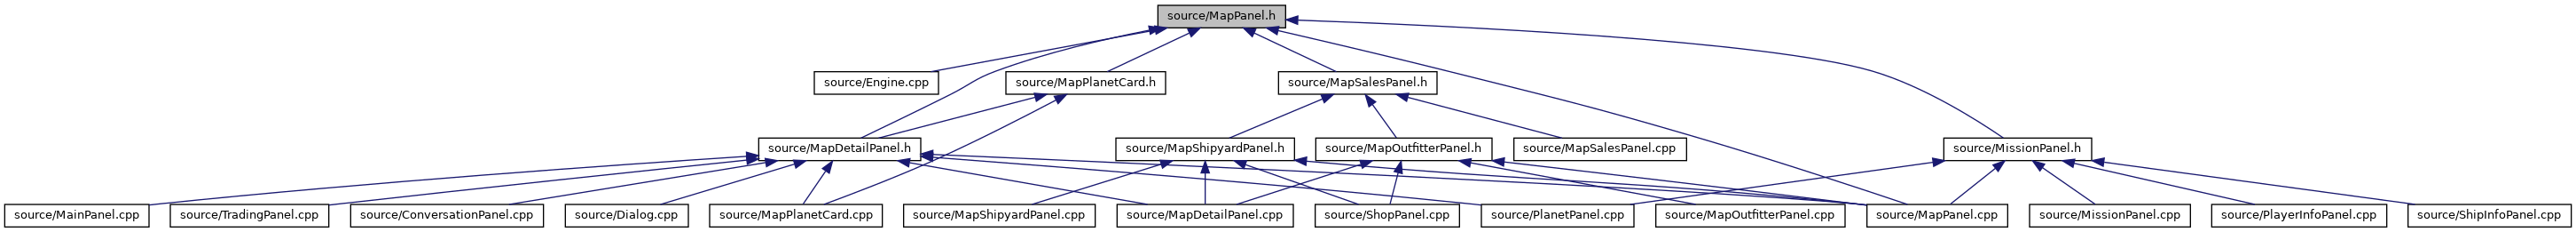 source/MapPanel.h
source/Engine.cpp
source/MapPlanetCard.h
source/MapSalesPanel.h
source/MapDetailPanel.h
source/MapShipyardPanel.h
source/MapOutfitterPanel.h
source/MapSalesPanel.cpp
source/MissionPanel.h
source/MainPanel.cpp
source/TradingPanel.cpp
source/ConversationPanel.cpp
source/Dialog.cpp
source/MapPlanetCard.cpp
source/MapShipyardPanel.cpp
source/MapDetailPanel.cpp
source/ShopPanel.cpp
source/PlanetPanel.cpp
source/MapOutfitterPanel.cpp
source/MapPanel.cpp
source/MissionPanel.cpp
source/PlayerInfoPanel.cpp
source/ShipInfoPanel.cpp